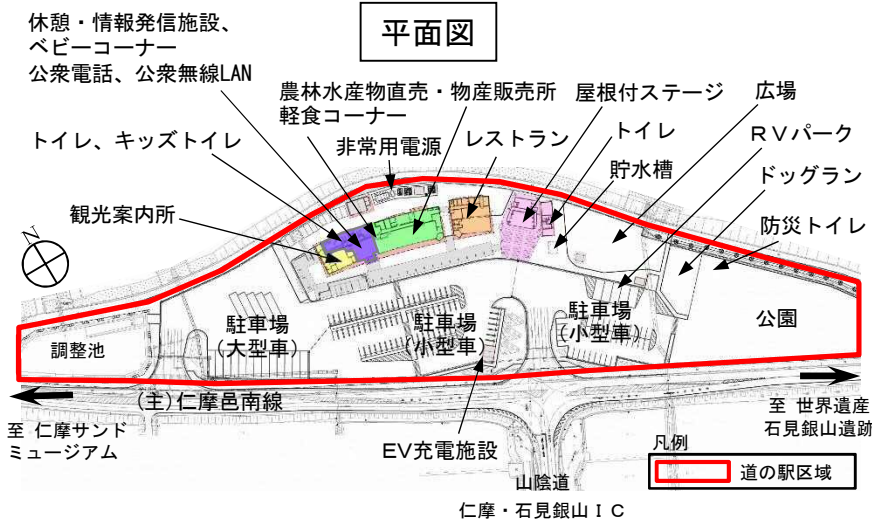 平面図
休憩・情報発信施設、
ベビーコーナー
公衆電話、公衆無線LAN
農林水産物直売・物産販売所
軽食コーナー
屋根付ステージ
広場
トイレ、キッズトイレ
非常用電源
レストラン
トイレ
RVパーク
貯水槽
ドッグラン
観光案内所
防災トイレ
N
駐車場
(大型車)
駐車場
(小型車)
駐車場
(小型車)
公園
調整池
(主)仁摩邑南線
至 仁摩サンド
ミュージアム
EV充電施設
至 世界遺産
石見銀山遺跡
凡例
道の駅区域
山陰道
仁摩・石見銀山IC